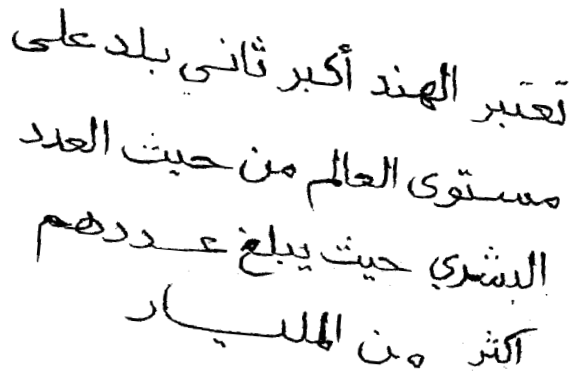 تعتبر الهند أكبر ثاني بلد على
مستوى العالم من حيث العدد
البشري حيث يبلغ عددهم
اكثر من المليار